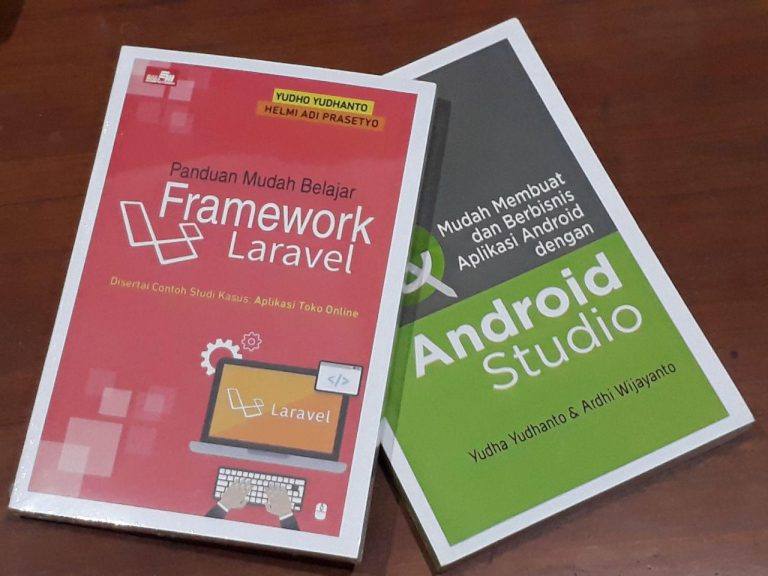 YUDHO YUDHANTO
HELMI ADI PRASETYO
Panduan Mudah Belajar
Framework
Laravel
Disertai Contoh Studi Kasus: Aplikasi Toko Online
</>
Laravel
Mudah Membuat
dan Berbisnis
Aplikasi Android
dengan
Android
Studio
Yudha Yudhanto & Ardhi Wijayanto